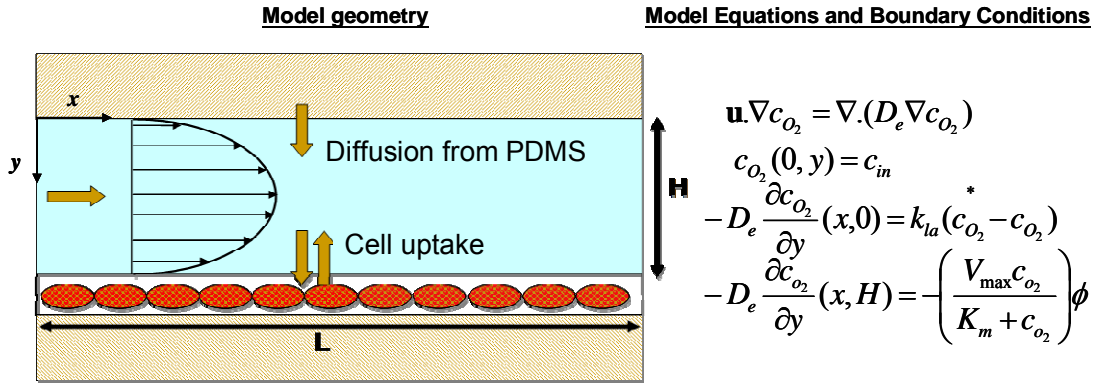 Model geometry
Model Equations and Boundary Conditions
x
y
Diffusion from PDMS
Cell uptake
H
L
u.∇c_{O_2} = ∇.(D_e∇c_{O_2})
c_{O_2}(0, y) = c_{in}
-D_e ∂c_{O_2}/∂y (x,0) = k_{la}(c^*_{O_2} - c_{O_2})
-D_e ∂c_{o_2}/∂y (x, H) = -(V_{max}c_{o_2}/(K_m + c_{o_2}))ϕ